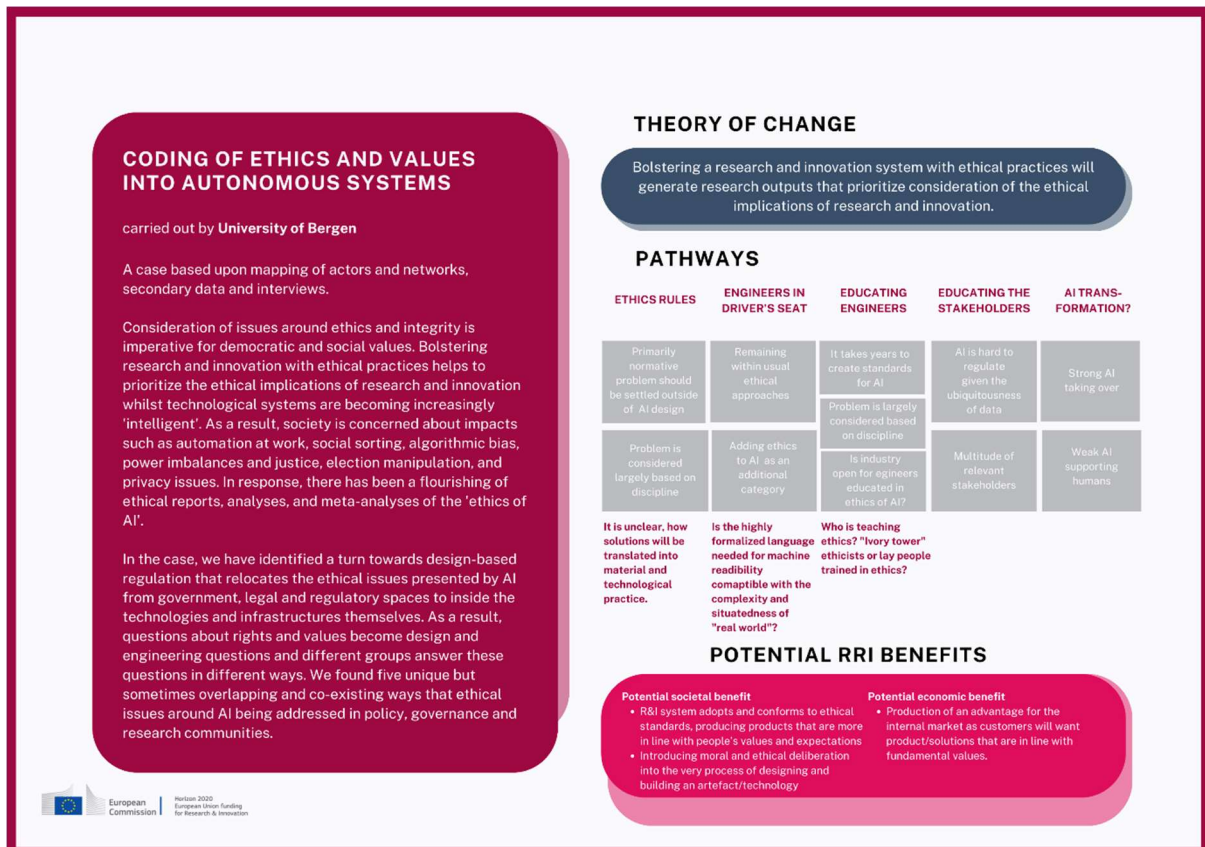 CODING OF ETHICS AND VALUES
INTO AUTONOMOUS SYSTEMS
carried out by University of Bergen
A case based upon mapping of actors and networks,
secondary data and interviews.
Consideration of issues around ethics and integrity is
imperative for democratic and social values. Bolstering
research and innovation with ethical practices helps to
prioritize the ethical implications of research and innovation
whilst technological systems are becoming increasingly
'intelligent'. As a result, society is concerned about impacts
such as automation at work, social sorting, algorithmic bias,
power imbalances and justice, election manipulation, and
privacy issues. In response, there has been a flourishing of
ethical reports, analyses, and meta-analyses of the 'ethics of
AI'.
In the case, we have identified a turn towards design-based
regulation that relocates the ethical issues presented by AI
from government, legal and regulatory spaces to inside the
technologies and infrastructures themselves. As a result,
questions about rights and values become design and
engineering questions and different groups answer these
questions in different ways. We found five unique but
sometimes overlapping and co-existing ways that ethical
issues around AI being addressed in policy, governance and
research communities.
European
Commission
Horizon 2020
European Union funding
for Research & Innovation
THEORY OF CHANGE
Bolstering a research and innovation system with ethical practices will
generate research outputs that prioritize consideration of the ethical
implications of research and innovation.
PATHWAYS
ETHICS RULES
Primarily
normative
problem should
be settled outside
of AI design
Problem is
considered
largely based on
discipline
It is unclear, how
solutions will be
translated into
material and
technological
practice.
ENGINEERS IN
DRIVER'S SEAT
Remaining
within usual
ethical
approaches
Adding ethics
to AI as an
additional
category
Is the highly
formalized language
needed for machine
readibility
comaptible with the
complexity and
situatedness of
"real world"?
EDUCATING
ENGINEERS
It takes years to
create standards
for AI
Problem is largely
considered based
on discipline
Is industry
open for egineers
educated in
ethics of AI?
Who is teaching
ethics? "Ivory tower"
ethicists or lay people
trained in ethics?
EDUCATING THE
STAKEHOLDERS
AI is hard to
regulate
given the
ubiquitousness
of data
Multitude of
relevant
stakeholders
AI TRANS-
FORMATION?
Strong AI
taking over
Weak AI
supporting
humans
POTENTIAL RRI BENEFITS
Potential societal benefit
• R&I system adopts and conforms to ethical
standards, producing products that are more
in line with people's values and expectations
• Introducing moral and ethical deliberation
into the very process of designing and
building an artefact/technology
Potential economic benefit
• Production of an advantage for the
internal market as customers will want
product/solutions that are in line with
fundamental values.